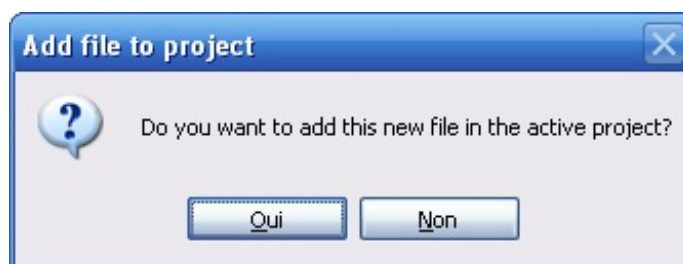 Add file to project
Do you want to add this new file in the active project?
Oui
Non